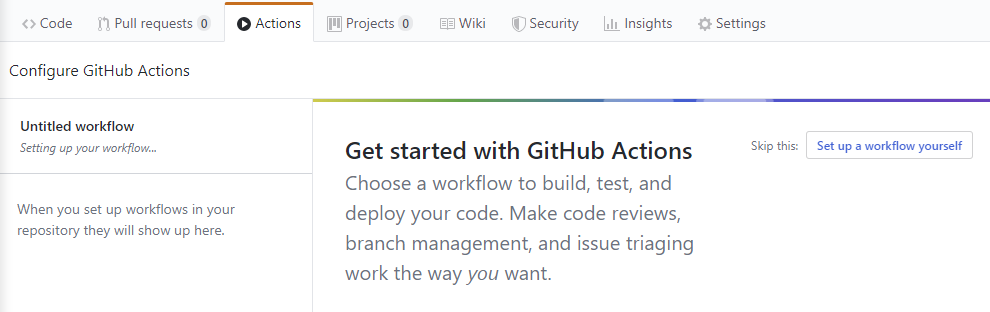 Code Pull requests 0 Actions Projects 0 Wiki Security Insights Settings
Configure GitHub Actions
Untitled workflow
Setting up your workflow...
When you set up workflows in your
repository they will show up here.
Get started with GitHub Actions
Skip this: Set up a workflow yourself
Choose a workflow to build, test, and
deploy your code. Make code reviews,
branch management, and issue triaging
work the way you want.